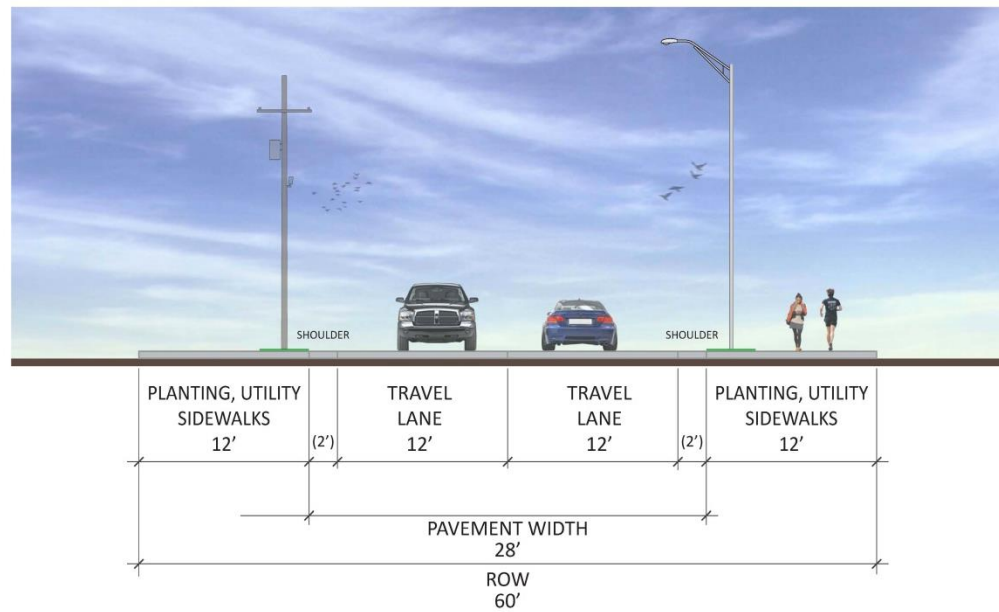 SHOULDER
SHOULDER
PLANTING, UTILITY
SIDEWALKS
12’
(2’)
TRAVEL
LANE
12’
TRAVEL
LANE
12’
(2’)
PLANTING, UTILITY
SIDEWALKS
12’
PAVEMENT WIDTH
28’
ROW
60’